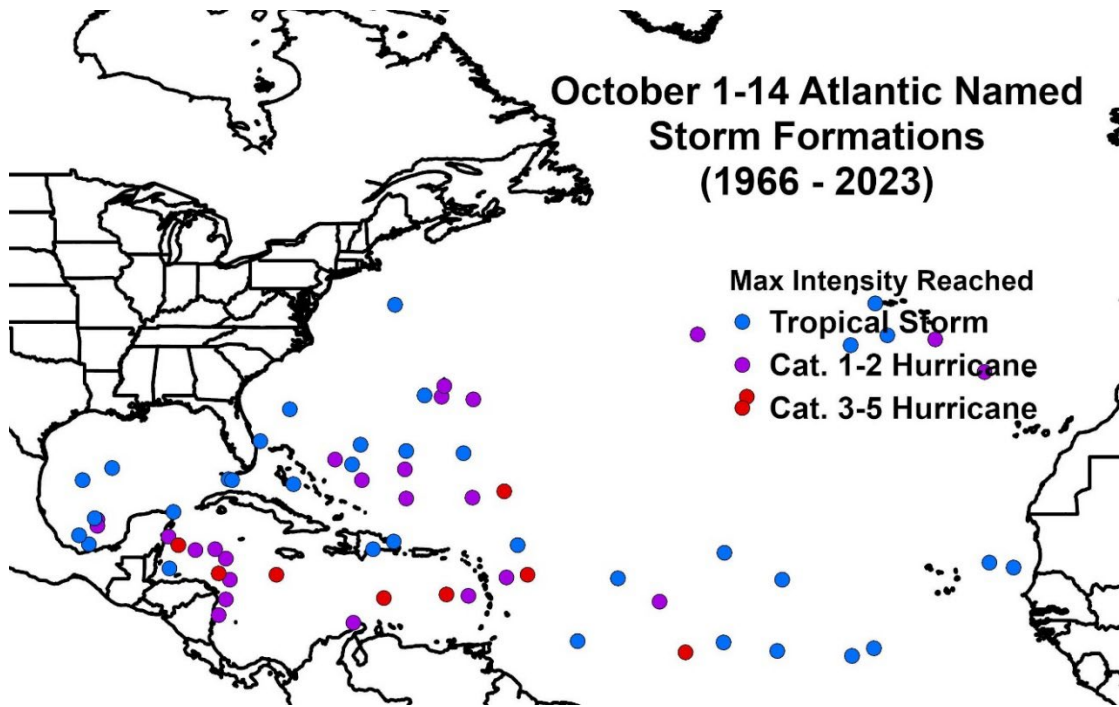 October 1-14 Atlantic Named
Storm Formations
(1966 - 2023)
Max Intensity Reached
Tropical Storm
Cat. 1-2 Hurricane
Cat. 3-5 Hurricane